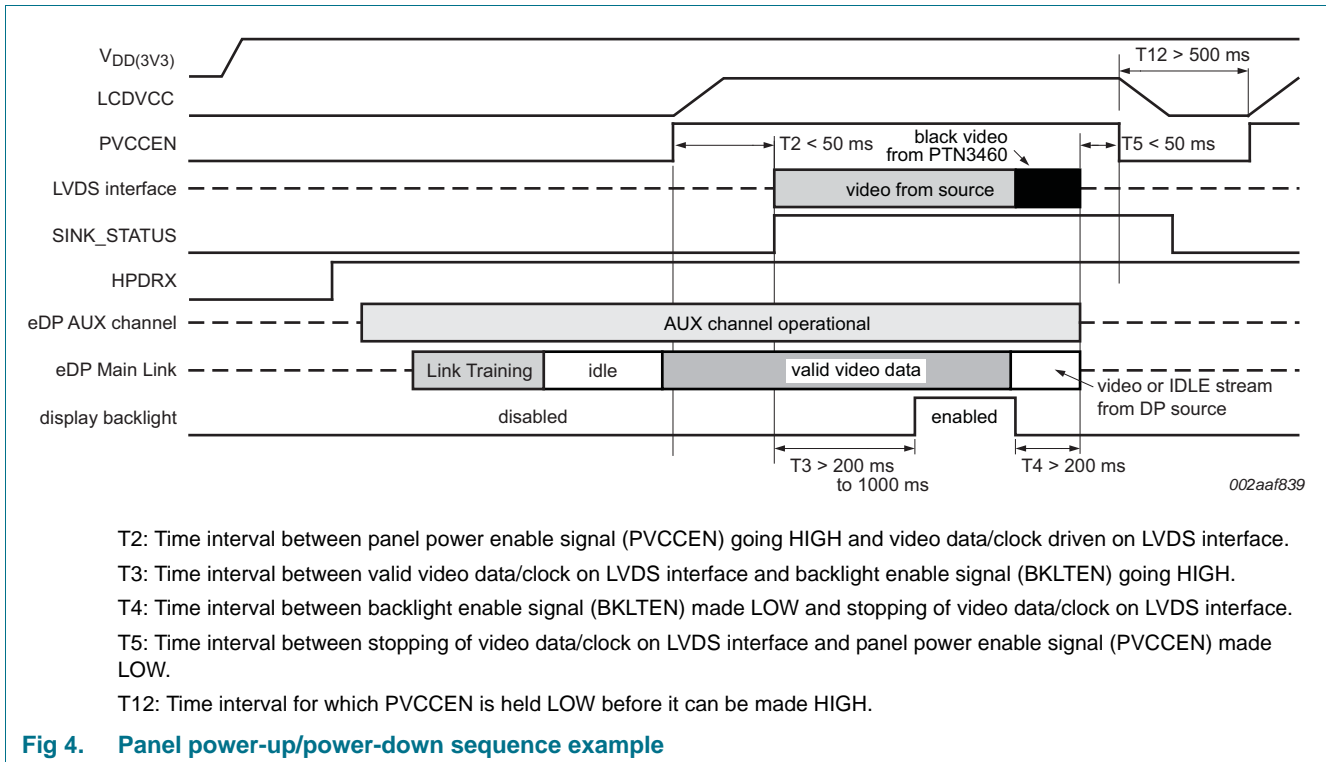 VDD(3V3)
T12 > 500 ms
LCDVCC
PVCCEN
T2 < 50 ms
black video
from PTN3460
T5 < 50 ms
LVDS interface
video from source
SINK_STATUS
HPDRX
eDP AUX channel
AUX channel operational
eDP Main Link
Link Training
idle
valid video data
video or IDLE stream
from DP source
display backlight
disabled
enabled
T3 > 200 ms
to 1000 ms
T4 > 200 ms
002aaf839
T2: Time interval between panel power enable signal (PVCCEN) going HIGH and video data/clock driven on LVDS interface.
T3: Time interval between valid video data/clock on LVDS interface and backlight enable signal (BKLTEN) going HIGH.
T4: Time interval between backlight enable signal (BKLTEN) made LOW and stopping of video data/clock on LVDS interface.
T5: Time interval between stopping of video data/clock on LVDS interface and panel power enable signal (PVCCEN) made
LOW.
T12: Time interval for which PVCCEN is held LOW before it can be made HIGH.
Fig 4. Panel power-up/power-down sequence example